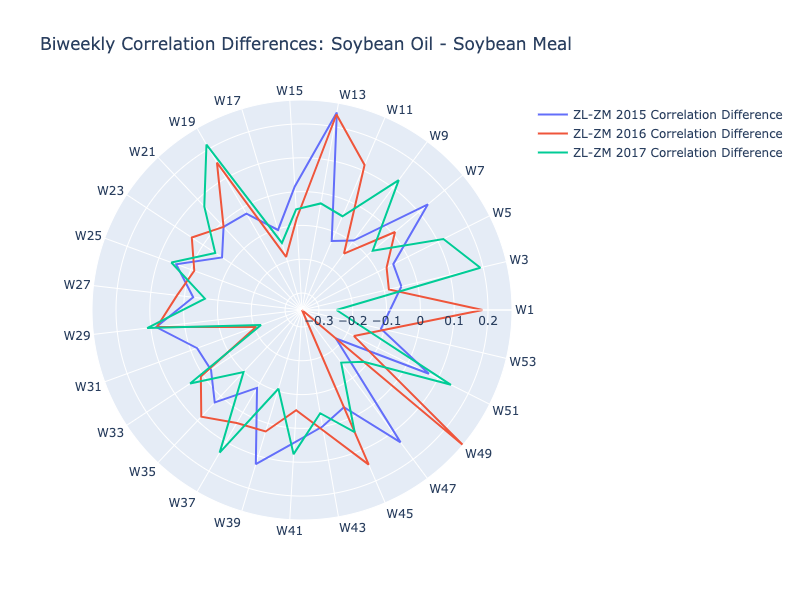 Biweekly Correlation Differences: Soybean Oil - Soybean Meal
ZL-ZM 2015 Correlation Difference
ZL-ZM 2016 Correlation Difference
ZL-ZM 2017 Correlation Difference
W1
W3
W5
W7
W9
W11
W13
W15
W17
W19
W21
W23
W25
W27
W29
W31
W33
W35
W37
W39
W41
W43
W45
W47
W49
W51
W53
−0.3 −0.2 −0.1 0 0.1 0.2